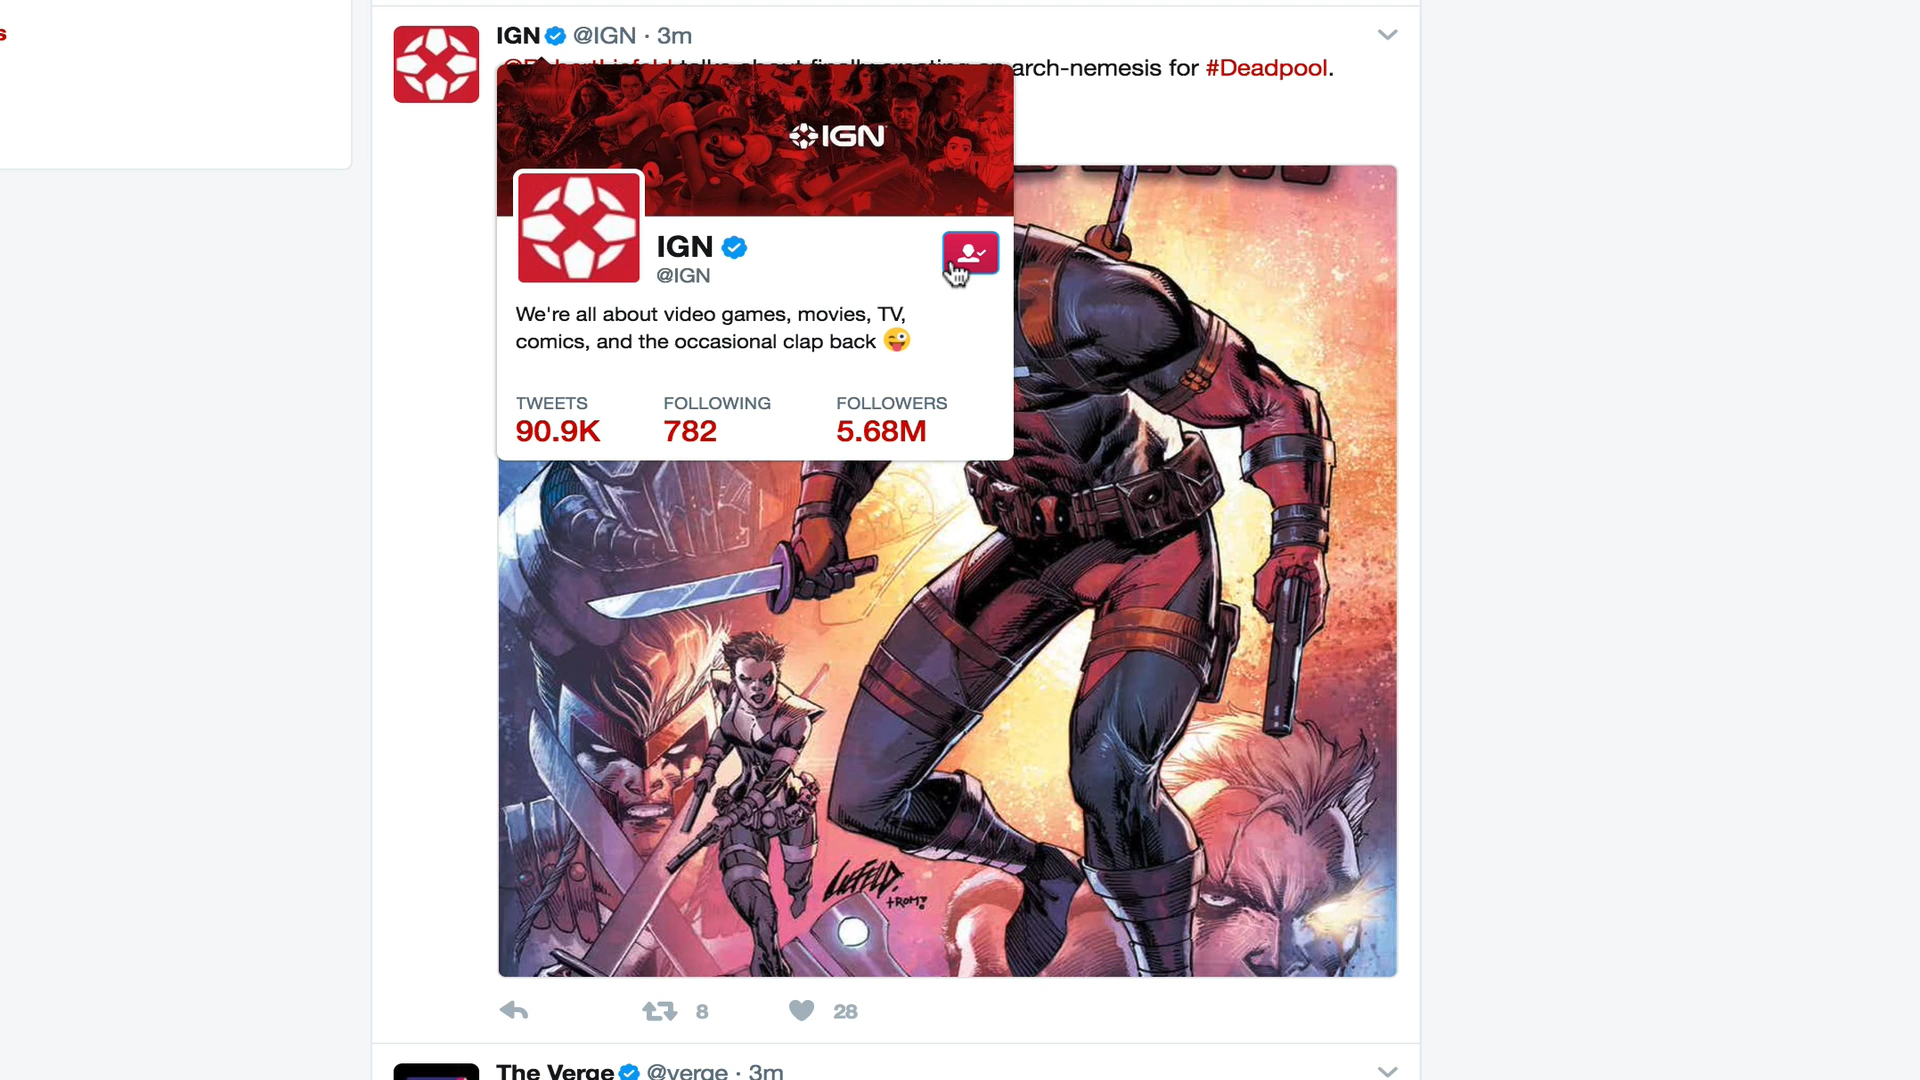 s
IGN @IGN · 3m
arch-nemesis for #Deadpool.
IGN
IGN
@IGN
We're all about video games, movies, TV,
comics, and the occasional clap back 😜
TWEETS FOLLOWING FOLLOWERS
90.9K 782 5.68M
LIEFELD.
+ROM?
8 28
The Verge @verge · 3m